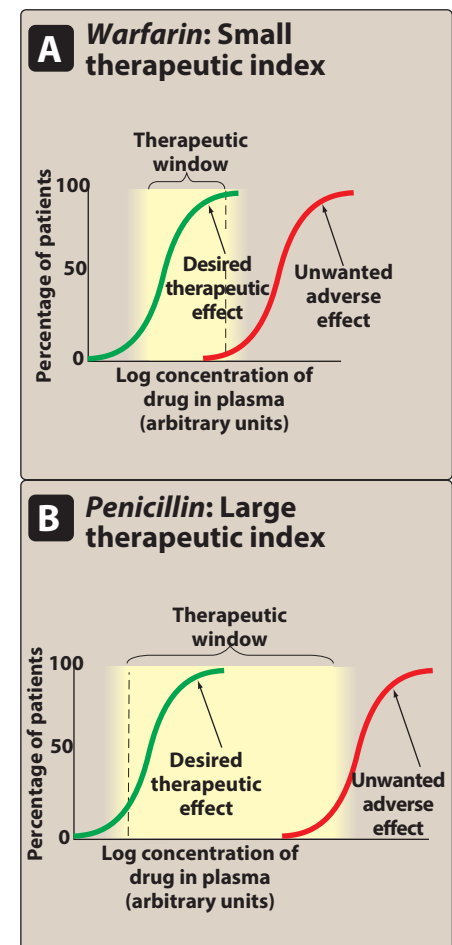 A
Warfarin: Small
therapeutic index
Therapeutic
window
Percentage of patients
100
50
0
Desired
therapeutic
effect
Unwanted
adverse
effect
Log concentration of
drug in plasma
(arbitrary units)
B
Penicillin: Large
therapeutic index
Therapeutic
window
Percentage of patients
100
50
0
Desired
therapeutic
effect
Unwanted
adverse
effect
Log concentration of
drug in plasma
(arbitrary units)